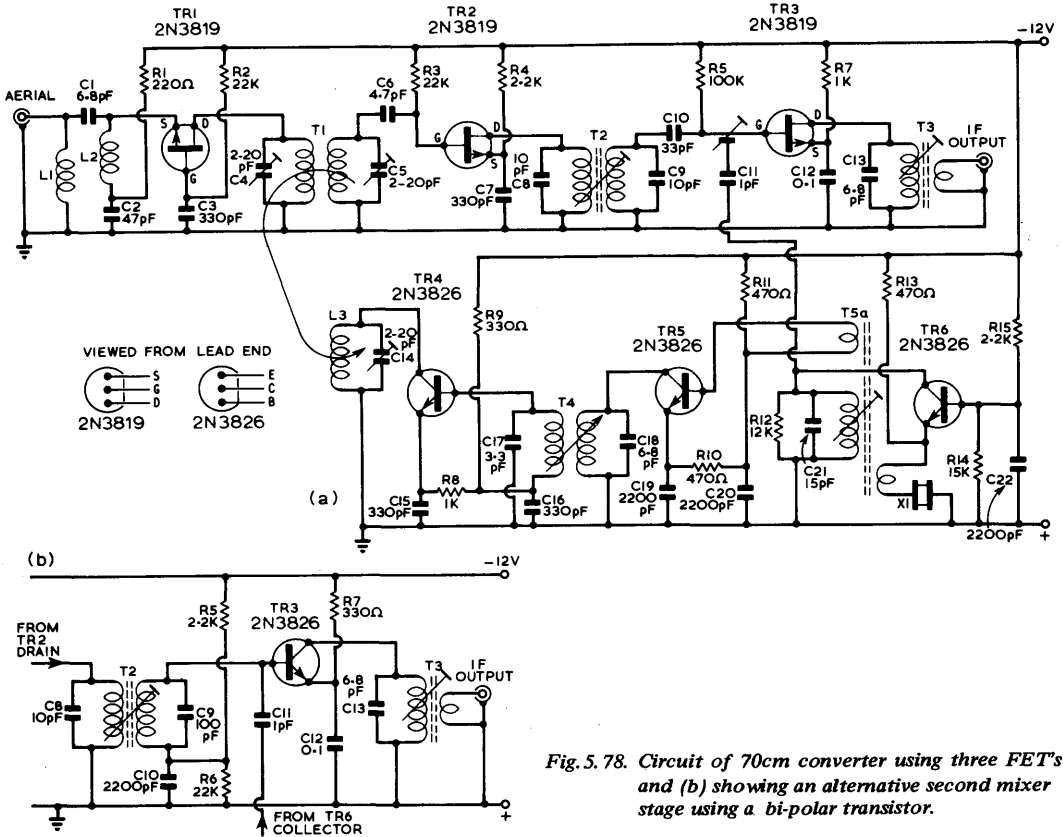 TR1
2N3819
TR2
2N3819
TR3
2N3819
-12V
AERIAL
C1
6·8pF
R1
220Ω
R2
22K
L1
L2
S
D
G
C2
47pF
C3
330pF
2-20
pF
C4
T1
C5
2-20pF
C6
4·7pF
R3
22K
R4
2·2K
G
D
S
C7
330pF
10
pF
C8
T2
C9
10pF
C10
33pF
R5
100K
C11
1pF
R7
1K
G
D
S
C12
0·1
C13
6·8
pF
T3
IF
OUTPUT
TR4
2N3826
L3
2-20
pF
C14
R9
330Ω
TR5
2N3826
R11
470Ω
R13
470Ω
T5a
TR6
2N3826
R15
2·2K
VIEWED FROM LEAD END
S
G
D
2N3819
E
C
B
2N3826
T4
C17
3·3
pF
C18
6·8
pF
R12
12K
C21
15pF
R10
470Ω
C19
2200
pF
C20
2200pF
R8
1K
C15
330pF
C16
330pF
R14
15K
C22
2200pF
X1
+
(a)
(b)
-12V
FROM
TR2
DRAIN
R5
2·2K
TR3
2N3826
R7
330Ω
T2
C8
10pF
C9
100
pF
C10
2200pF
R6
22K
C11
1pF
C12
0·1
6·8
pF
C13
T3
IF
OUTPUT
+
FROM TR6
COLLECTOR
Fig. 5. 78. Circuit of 70cm converter using three FET's
and (b) showing an alternative second mixer
stage using a bi-polar transistor.